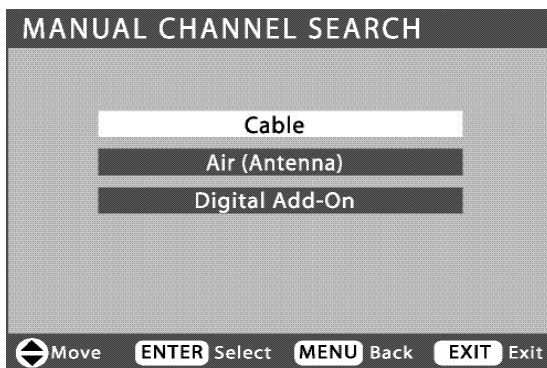 MANUAL CHANNEL SEARCH
Cable
Air (Antenna)
Digital Add-On
Move ENTER Select MENU Back EXIT Exit